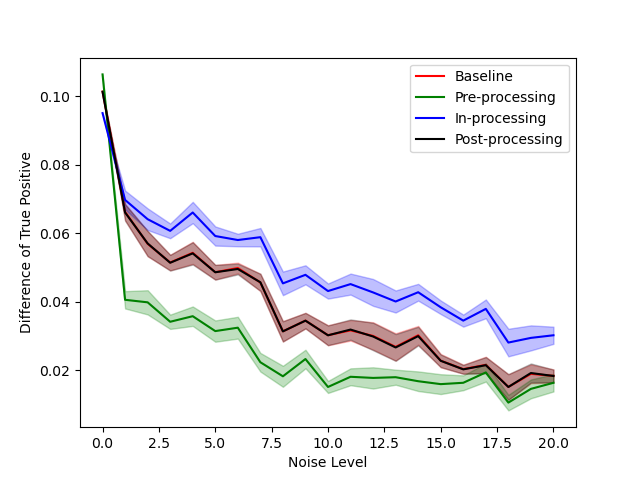 Baseline
Pre-processing
In-processing
Post-processing
Difference of True Positive
0.10
0.08
0.06
0.04
0.02
0.0 2.5 5.0 7.5 10.0 12.5 15.0 17.5 20.0
Noise Level